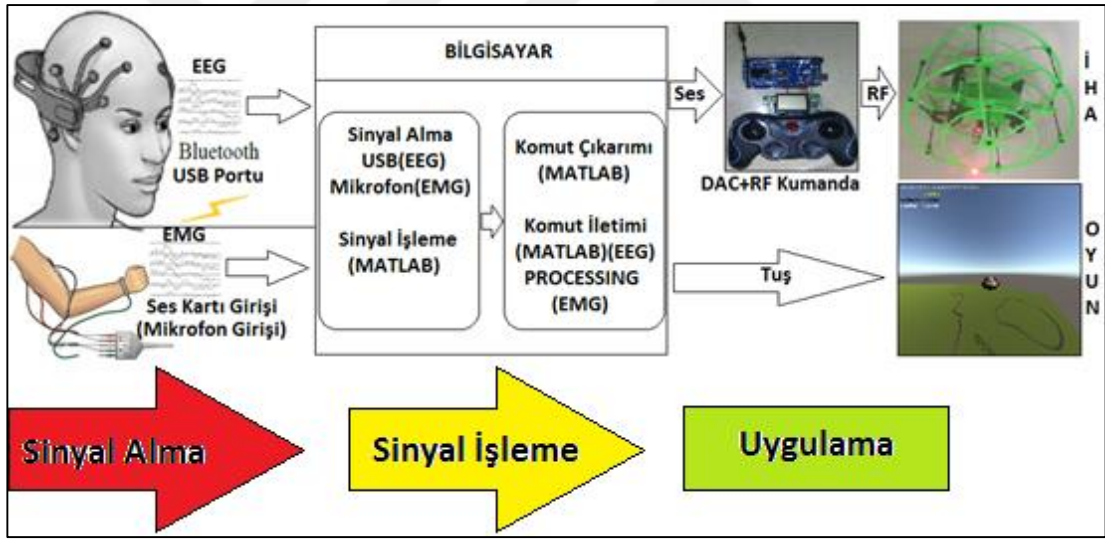 EEG
Bluetooth
USB Portu
EMG
Ses Kartı Girişi
(Mikrofon Girişi)
BİLGİSAYAR
Sinyal Alma
USB(EEG)
Mikrofon(EMG)
Sinyal İşleme
(MATLAB)
Komut Çıkarımı
(MATLAB)
Komut İletimi
(MATLAB)(EEG)
PROCESSING
(EMG)
Ses
DAC+RF Kumanda
RF
İHA
Tuş
OYUN
Sinyal Alma
Sinyal İşleme
Uygulama